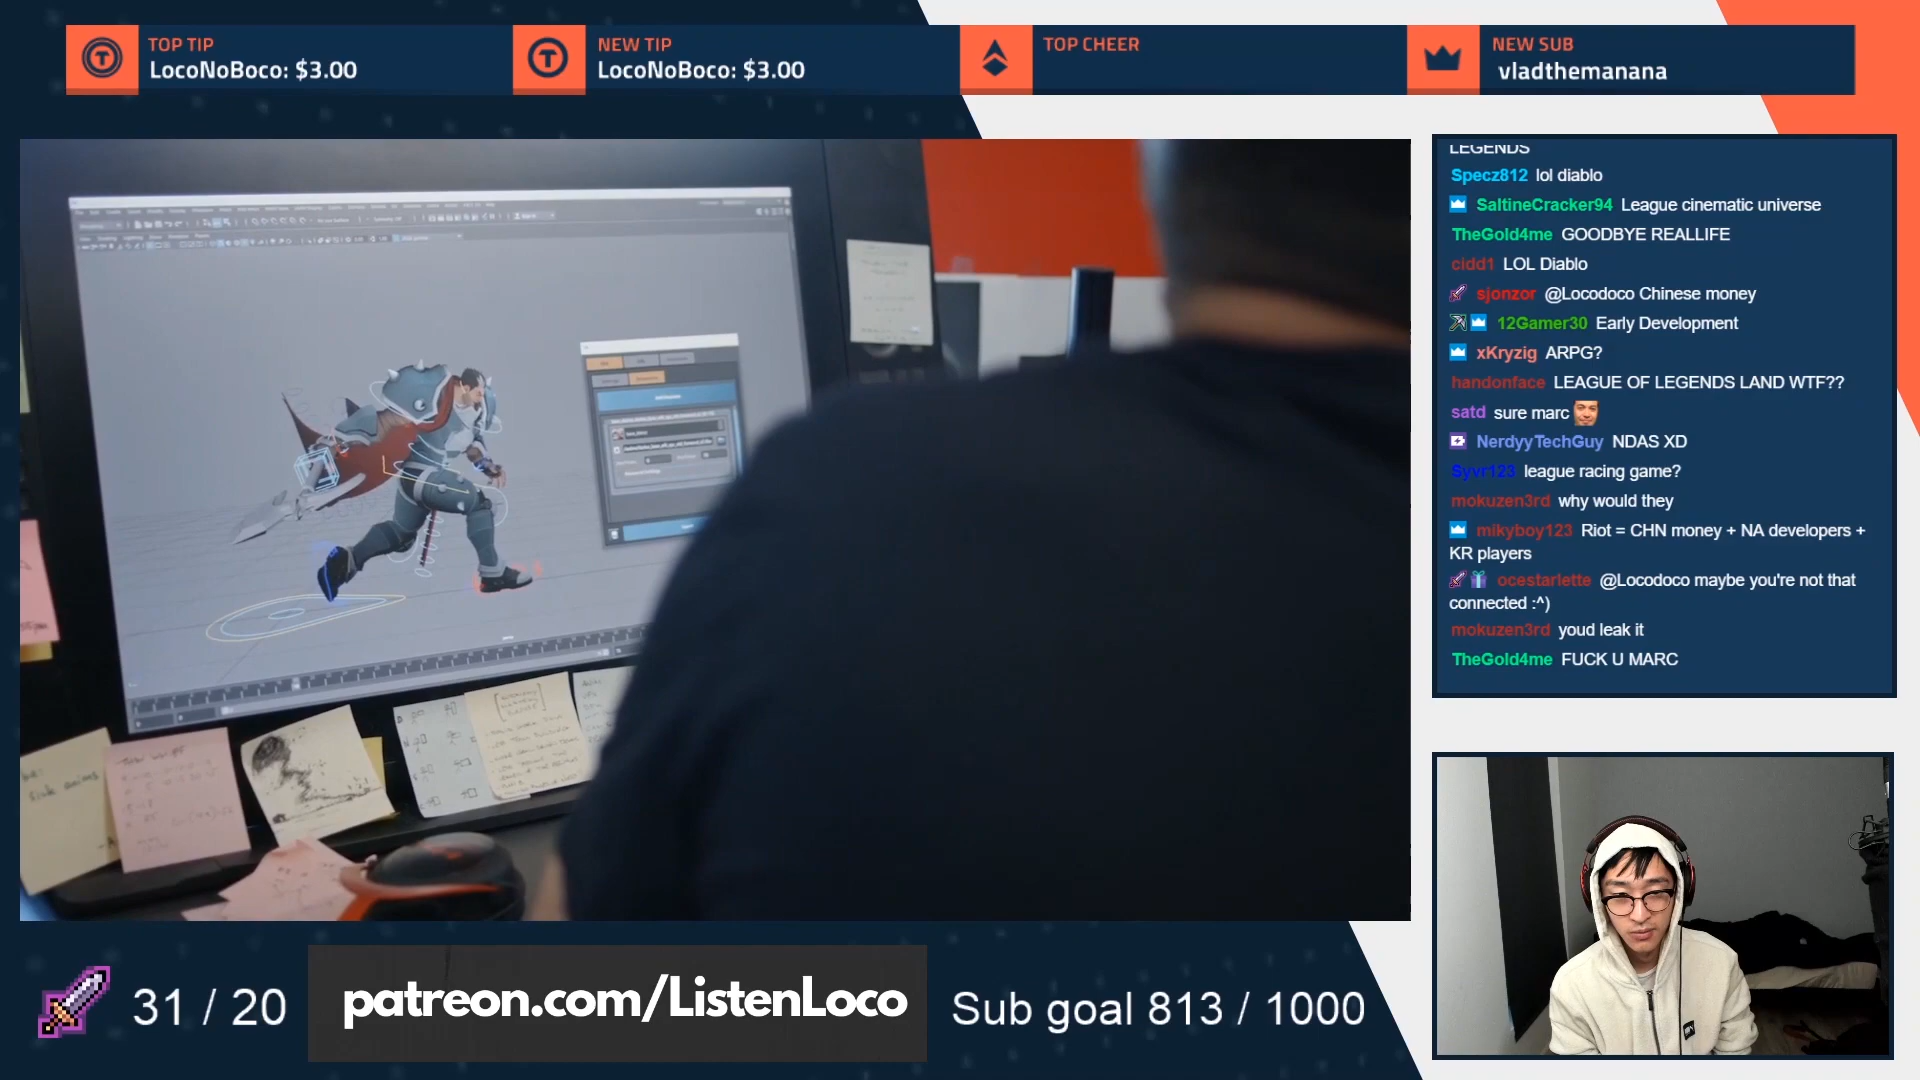 TOP TIP
LocoNoBoco: $3.00
NEW TIP
LocoNoBoco: $3.00
TOP CHEER
NEW SUB
vladthemanana
LEGENDS
Specz812 lol diablo
SaltineCracker94 League cinematic universe
TheGold4me GOODBYE REALLIFE
cidd1 LOL Diablo
sjonzor @Locodoco Chinese money
12Gamer30 Early Development
xKryzig ARPG?
handonface LEAGUE OF LEGENDS LAND WTF??
satd sure marc
NerdyyTechGuy NDAS XD
Syvr123 league racing game?
mokuzen3rd why would they
mikyboy123 Riot = CHN money + NA developers +
KR players
ocestarlette @Locodoco maybe you're not that
connected :^)
mokuzen3rd youd leak it
TheGold4me FUCK U MARC
31 / 20
patreon.com/ListenLoco
Sub goal 813 / 1000